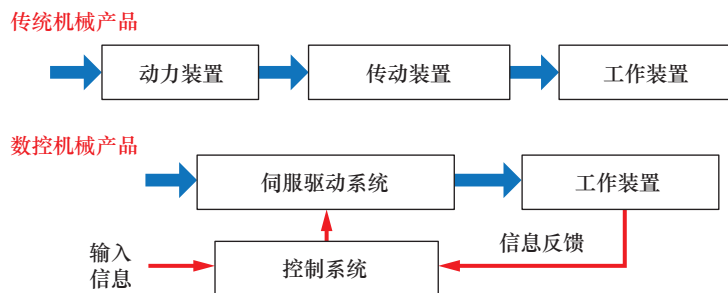 传统机械产品
动力装置
传动装置
工作装置
数控机械产品
伺服驱动系统
工作装置
输入
信息
控制系统
信息反馈